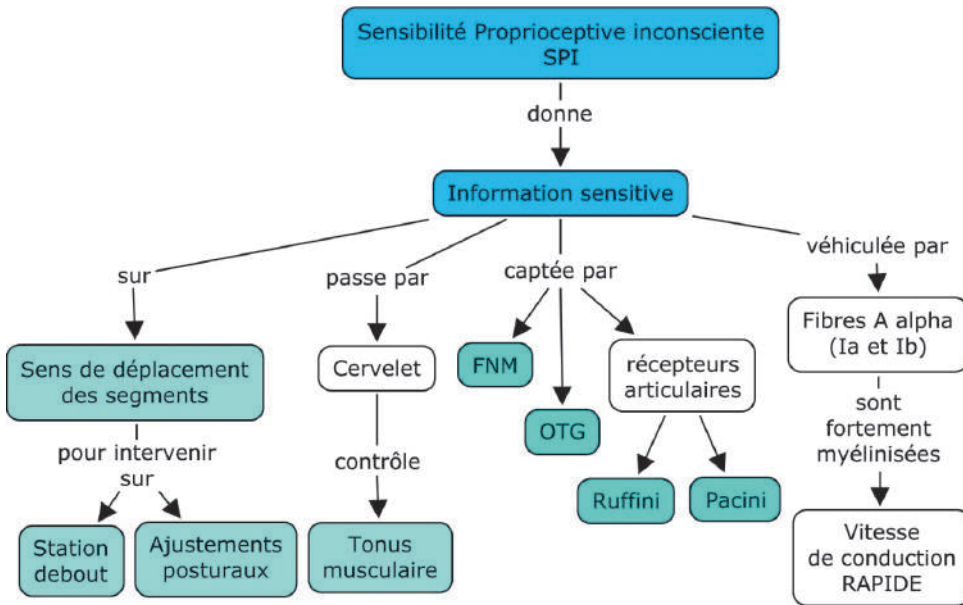 Sensibilité Proprioceptive inconsciente
SPI
donne
Information sensitive
sur
passe par
captée par
véhiculée par
Sens de déplacement
des segments
Cervelet
FNM
récepteurs
articulaires
Fibres A alpha
(Ia et Ib)
OTG
pour intervenir
sur
contrôle
sont
fortement
myélinisées
Ruffini
Pacini
Station
debout
Ajustements
posturaux
Tonus
musculaire
Vitesse
de conduction
RAPIDE